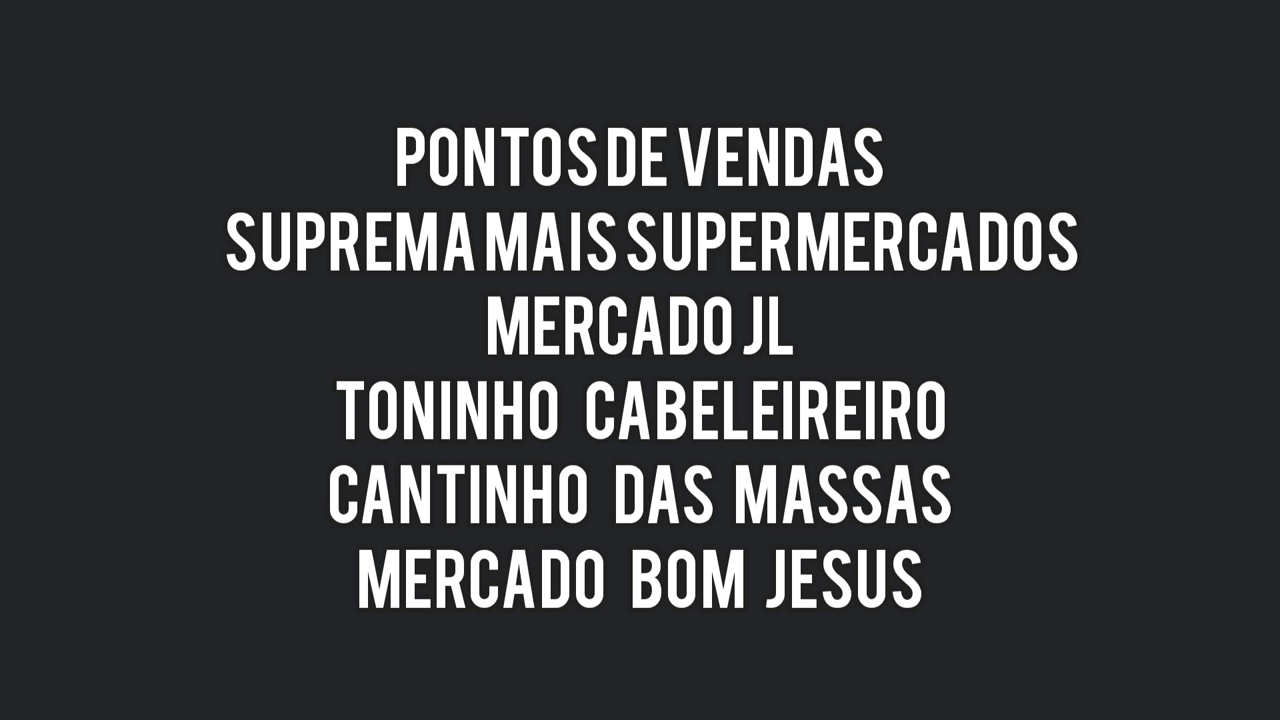 PONTOS DE VENDAS
SUPREMA MAIS SUPERMERCADOS
MERCADO JL
TONINHO CABELEIREIRO
CANTINHO DAS MASSAS
MERCADO BOM JESUS